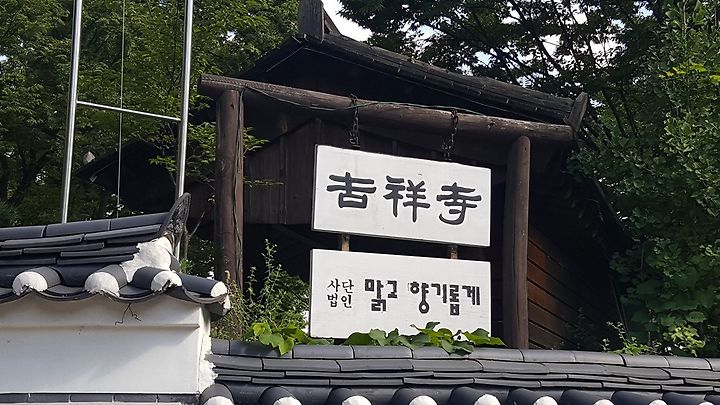 吉祥寺
사단
법인
맑고 향기롭게